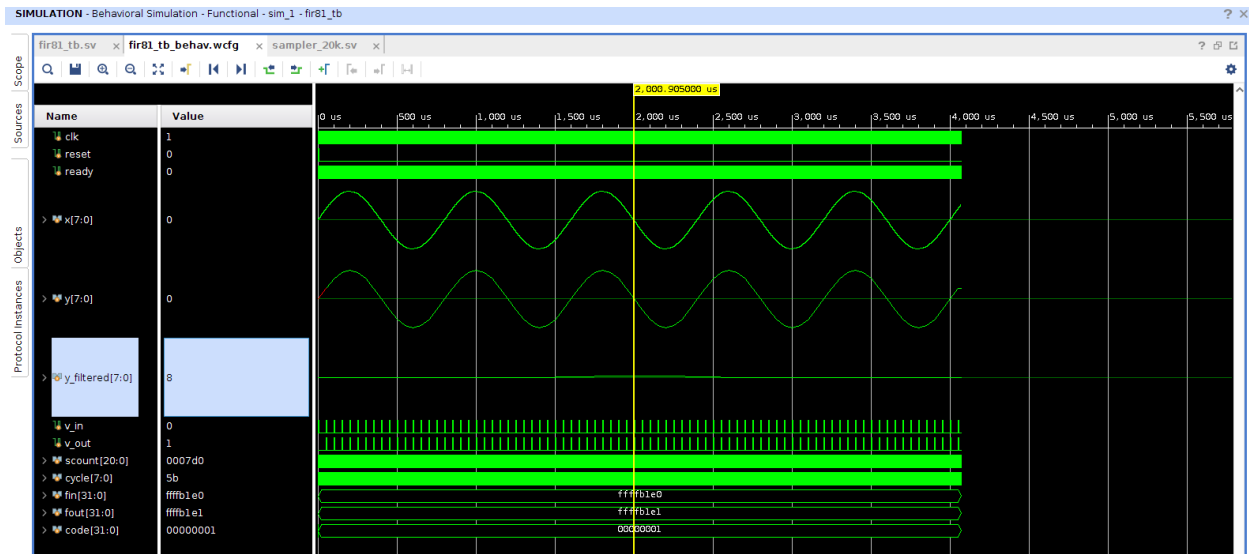 SIMULATION - Behavioral Simulation - Functional - sim_1 - fir81_tb
fir81_tb.sv
fir81_tb_behav.wcfg
sampler_20k.sv
Scope
Sources
Objects
Protocol Instances
2,000.905000 us
Name Value
0 us 500 us 1,000 us 1,500 us 2,000 us 2,500 us 3,000 us 3,500 us 4,000 us 4,500 us 5,000 us 5,500 us
clk 1
reset 0
ready 0
x[7:0] 0
y[7:0] 0
y_filtered[7:0] 8
v_in 0
v_out 1
scount[20:0] 0007d0
cycle[7:0] 5b
fin[31:0] ffffb1e0 ffffb1e0
fout[31:0] ffffb1e1 ffffb1e1
code[31:0] 00000001 00000001